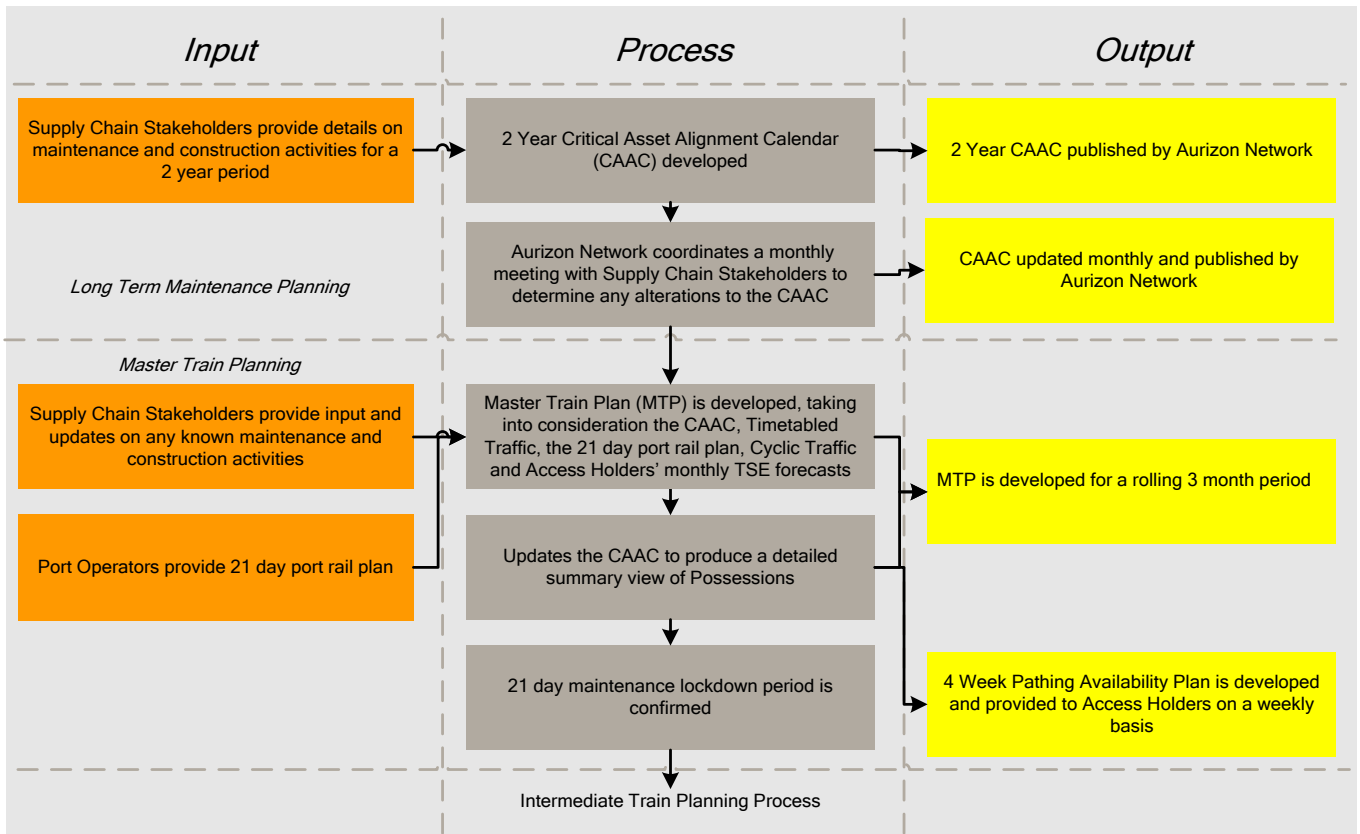 Input
Process
Output
Supply Chain Stakeholders provide details on
maintenance and construction activities for a
2 year period
2 Year Critical Asset Alignment Calendar
(CAAC) developed
2 Year CAAC published by Aurizon Network
Long Term Maintenance Planning
Aurizon Network coordinates a monthly
meeting with Supply Chain Stakeholders to
determine any alterations to the CAAC
CAAC updated monthly and published by
Aurizon Network
Master Train Planning
Supply Chain Stakeholders provide input and
updates on any known maintenance and
construction activities
Port Operators provide 21 day port rail plan
Master Train Plan (MTP) is developed, taking
into consideration the CAAC, Timetabled
Traffic, the 21 day port rail plan, Cyclic Traffic
and Access Holders' monthly TSE forecasts
MTP is developed for a rolling 3 month period
Updates the CAAC to produce a detailed
summary view of Possessions
21 day maintenance lockdown period is
confirmed
4 Week Pathing Availability Plan is developed
and provided to Access Holders on a weekly
basis
Intermediate Train Planning Process